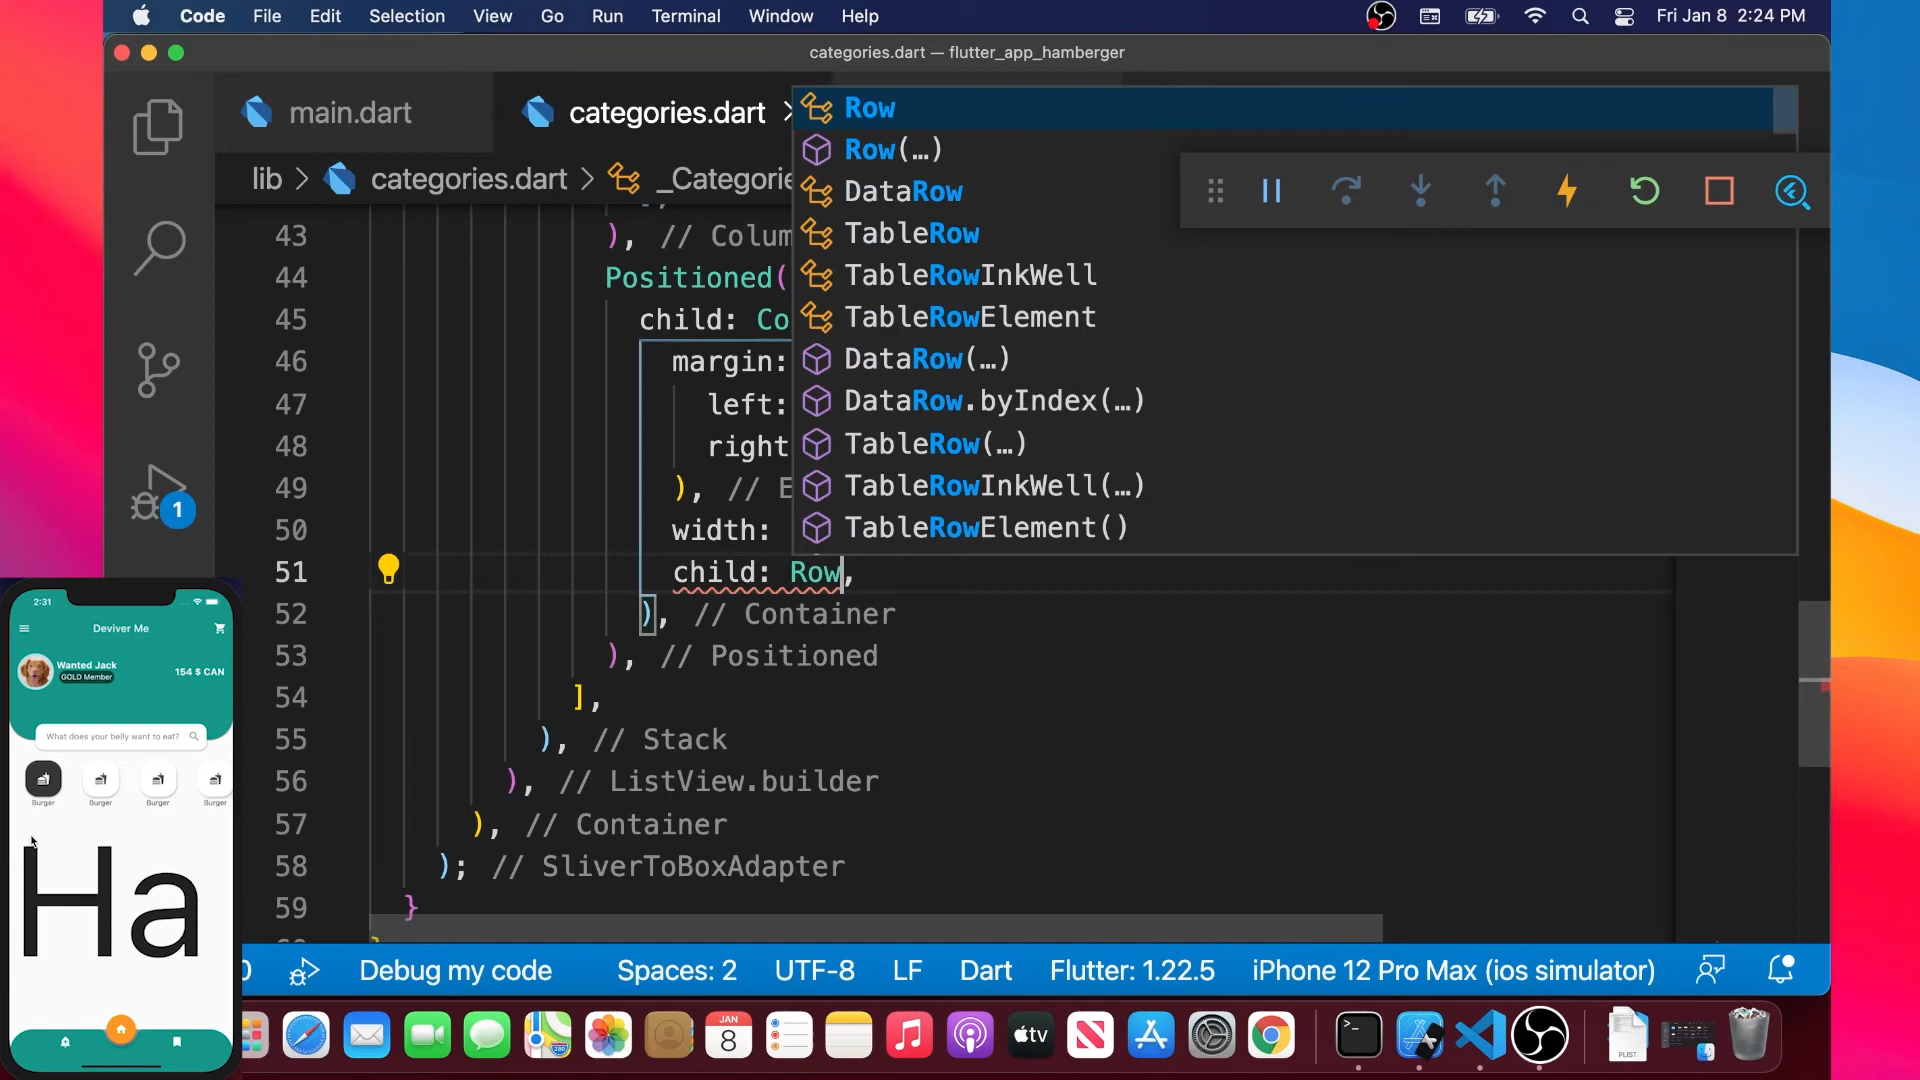 Code File Edit Selection View Go Run Terminal Window Help Fri Jan 8 2:24 PM
categories.dart — flutter_app_hamberger
main.dart categories.dart
lib > categories.dart > _Categorie
Row
Row(…)
DataRow
TableRow
TableRowInkWell
TableRowElement
DataRow(…)
DataRow.byIndex(…)
TableRow(…)
TableRowInkWell(…)
TableRowElement()
43 ), // Colum
44 Positioned(
45 child: Co
46 margin:
47 left:
48 right
49 ), // E
50 width:
51 child: Row,
52 ), // Container
53 ), // Positioned
54 ],
55 ), // Stack
56 ), // ListView.builder
57 ), // Container
58 ); // SliverToBoxAdapter
59 }
1
2:31
Deviver Me
Wanted Jack
GOLD Member
154 $ CAN
What does your belly want to eat?
Burger Burger Burger Burger
Ha
Debug my code Spaces: 2 UTF-8 LF Dart Flutter: 1.22.5 iPhone 12 Pro Max (ios simulator)
JAN
8
tv
280
PLIST